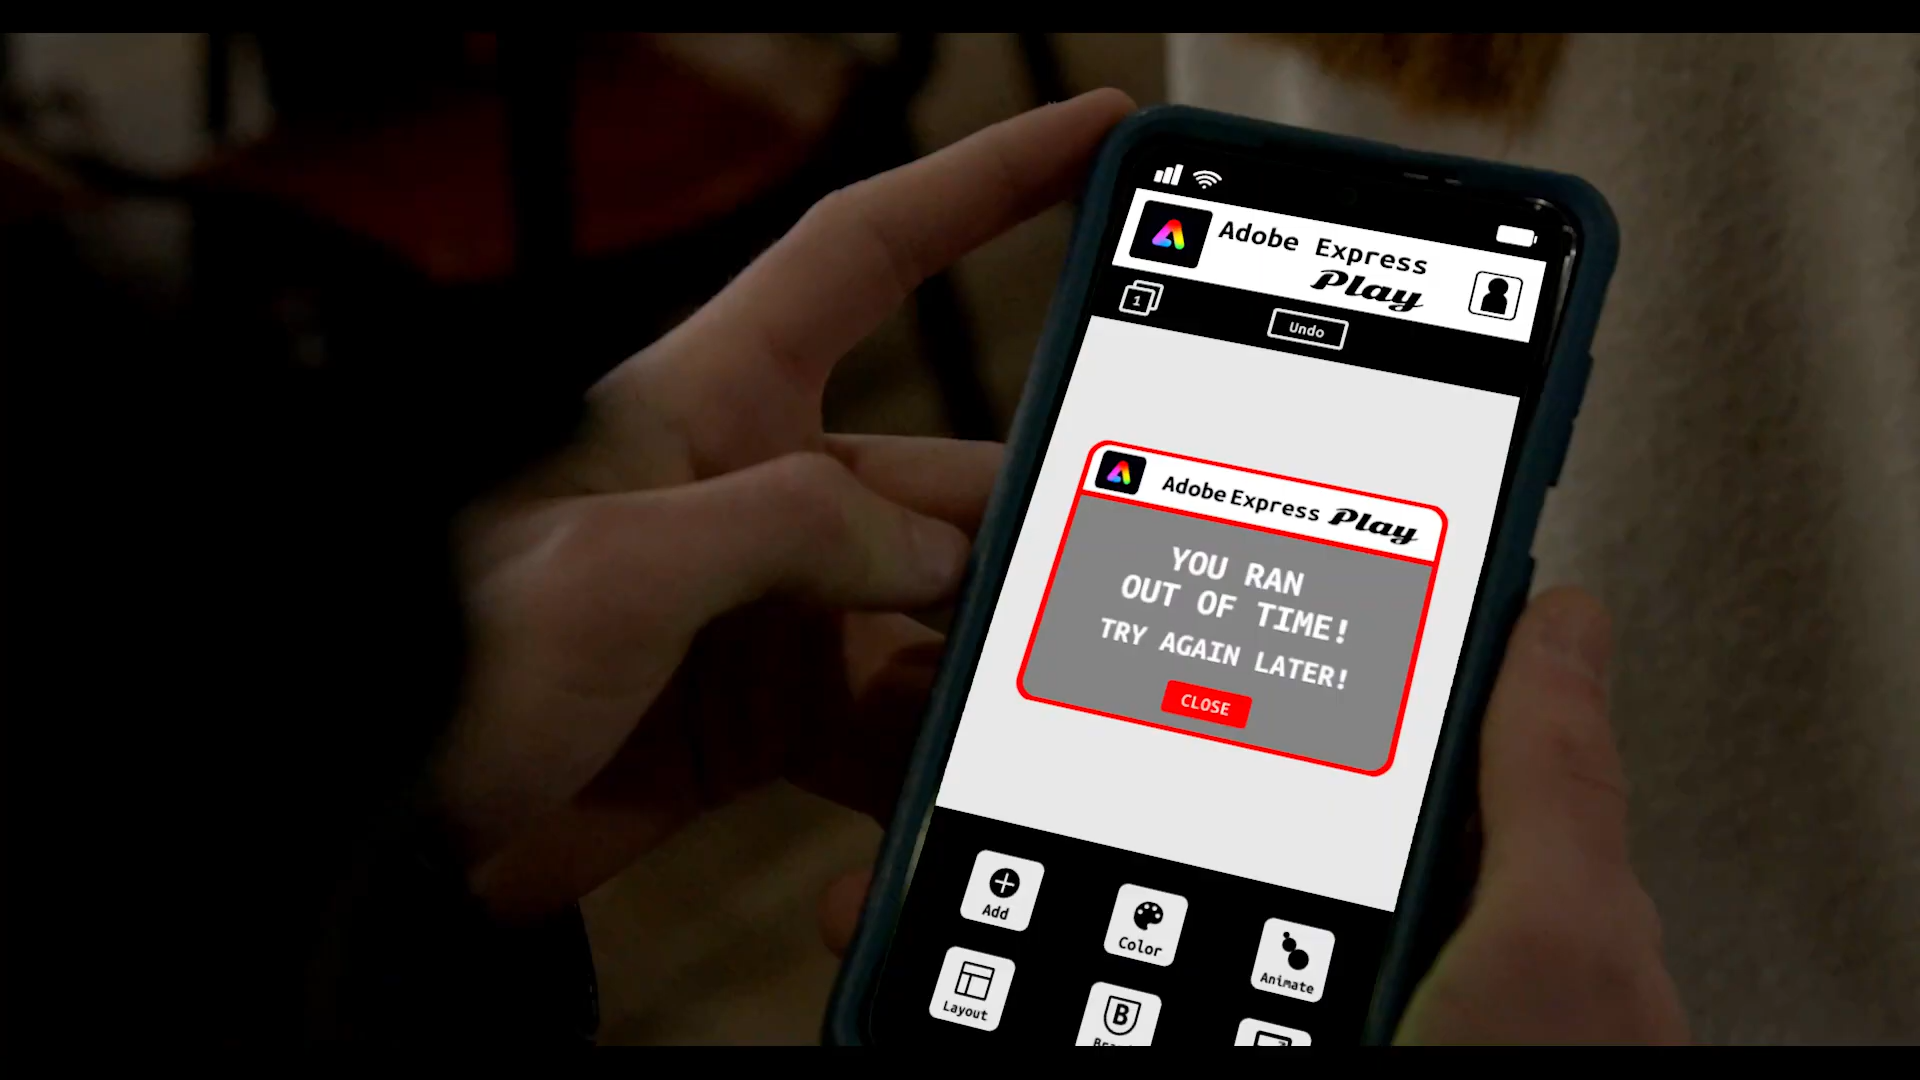 Adobe Express
Play
1
Undo
Adobe Express Play
YOU RAN
OUT OF TIME!
TRY AGAIN LATER!
CLOSE
Add
Color
Animate
Layout
B